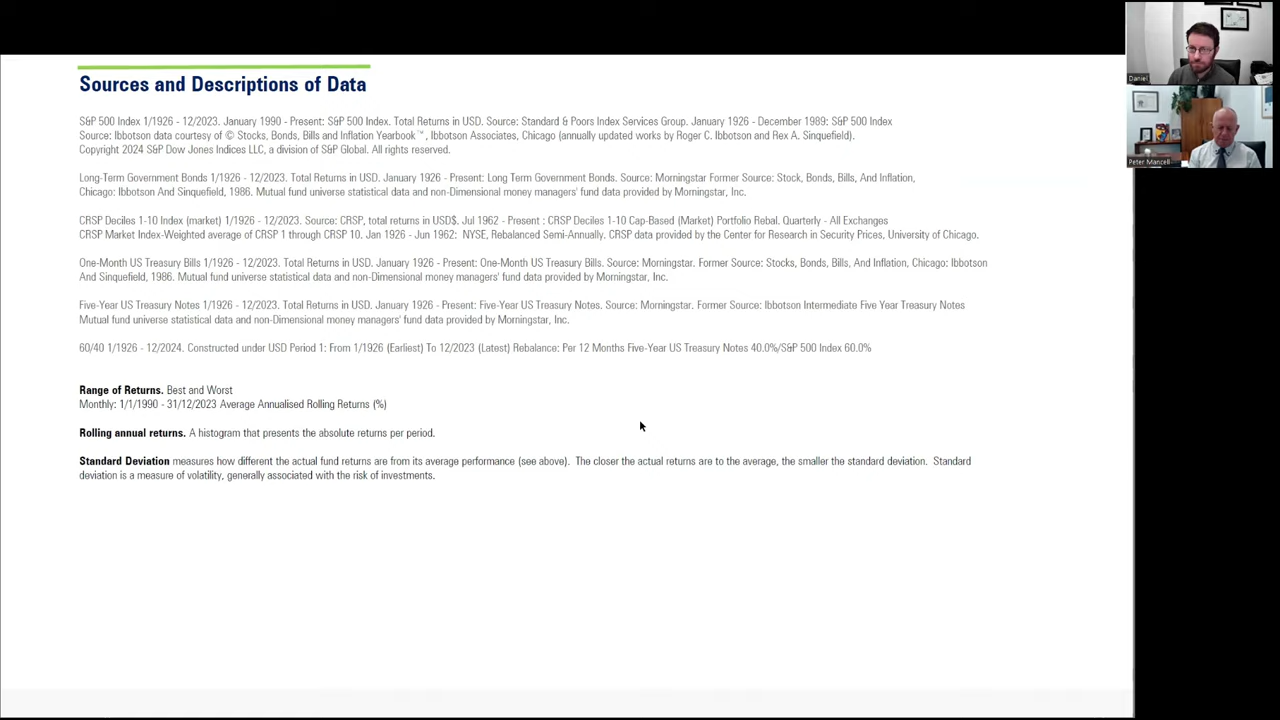 Sources and Descriptions of Data
S&P 500 Index 1/1926 - 12/2023. January 1990 - Present: S&P 500 Index. Total Returns in USD. Source: Standard & Poors Index Services Group. January 1926 - December 1989: S&P 500 Index
Source: Ibbotson data courtesy of © Stocks, Bonds, Bills and Inflation Yearbook™, Ibbotson Associates, Chicago (annually updated works by Roger C. Ibbotson and Rex A. Sinquefield).
Copyright 2024 S&P Dow Jones Indices LLC, a division of S&P Global. All rights reserved.
Long-Term Government Bonds 1/1926 - 12/2023. Total Returns in USD. January 1926 - Present: Long Term Government Bonds. Source: Morningstar Former Source: Stock, Bonds, Bills, And Inflation,
Chicago: Ibbotson And Sinquefield, 1986. Mutual fund universe statistical data and non-Dimensional money managers' fund data provided by Morningstar, Inc.
CRSP Deciles 1-10 Index (market) 1/1926 - 12/2023. Source: CRSP, total returns in USD$. Jul 1962 - Present : CRSP Deciles 1-10 Cap-Based (Market) Portfolio Rebal. Quarterly - All Exchanges
CRSP Market Index-Weighted average of CRSP 1 through CRSP 10. Jan 1926 - Jun 1962: NYSE, Rebalanced Semi-Annually. CRSP data provided by the Center for Research in Security Prices, University of Chicago.
One-Month US Treasury Bills 1/1926 - 12/2023. Total Returns in USD. January 1926 - Present: One-Month US Treasury Bills. Source: Morningstar. Former Source: Stocks, Bonds, Bills, And Inflation, Chicago: Ibbotson
And Sinquefield, 1986. Mutual fund universe statistical data and non-Dimensional money managers' fund data provided by Morningstar, Inc.
Five-Year US Treasury Notes 1/1926 - 12/2023. Total Returns in USD. January 1926 - Present: Five-Year US Treasury Notes. Source: Morningstar. Former Source: Ibbotson Intermediate Five Year Treasury Notes
Mutual fund universe statistical data and non-Dimensional money managers' fund data provided by Morningstar, Inc.
60/40 1/1926 - 12/2024. Constructed under USD Period 1: From 1/1926 (Earliest) To 12/2023 (Latest) Rebalance: Per 12 Months Five-Year US Treasury Notes 40.0%/S&P 500 Index 60.0%
Range of Returns. Best and Worst
Monthly: 1/1/1990 - 31/12/2023 Average Annualised Rolling Returns (%)
Rolling annual returns. A histogram that presents the absolute returns per period.
Standard Deviation measures how different the actual fund returns are from its average performance (see above). The closer the actual returns are to the average, the smaller the standard deviation. Standard
deviation is a measure of volatility, generally associated with the risk of investments.
Daniel
Peter Mancell